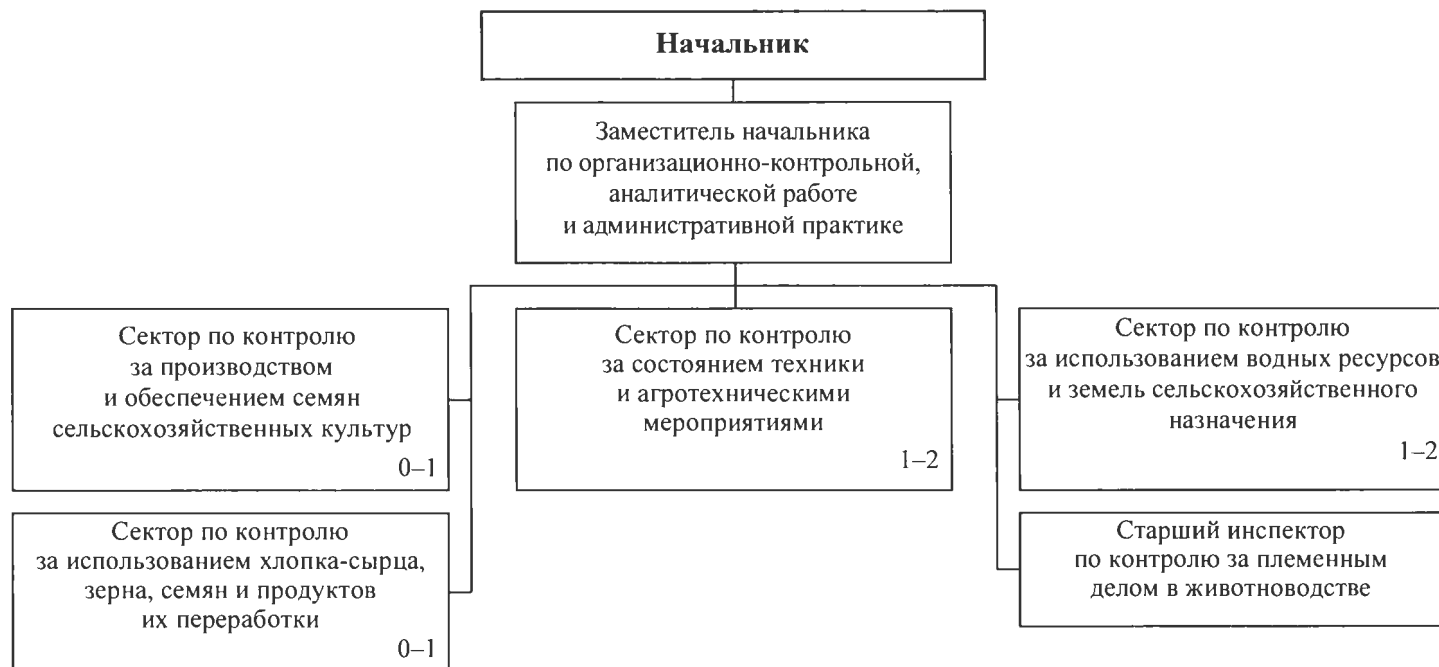 Начальник
Заместитель начальника
по организационно-контрольной,
аналитической работе
и административной практике
Сектор по контролю
за производством
и обеспечением семян
сельскохозяйственных культур
0–1
Сектор по контролю
за состоянием техники
и агротехническими
мероприятиями
1–2
Сектор по контролю
за использованием водных ресурсов
и земель сельскохозяйственного
назначения
1–2
Сектор по контролю
за использованием хлопка-сырца,
зерна, семян и продуктов
их переработки
0–1
Старший инспектор
по контролю за племенным
делом в животноводстве